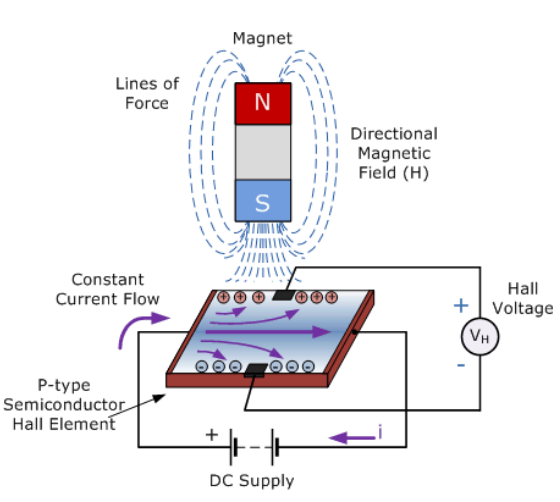 Magnet
Lines of
Force
N
Directional
Magnetic
Field (H)
S
Constant
Current Flow
Hall
Voltage
+
VH
-
P-type
Semiconductor
Hall Element
+
i
DC Supply